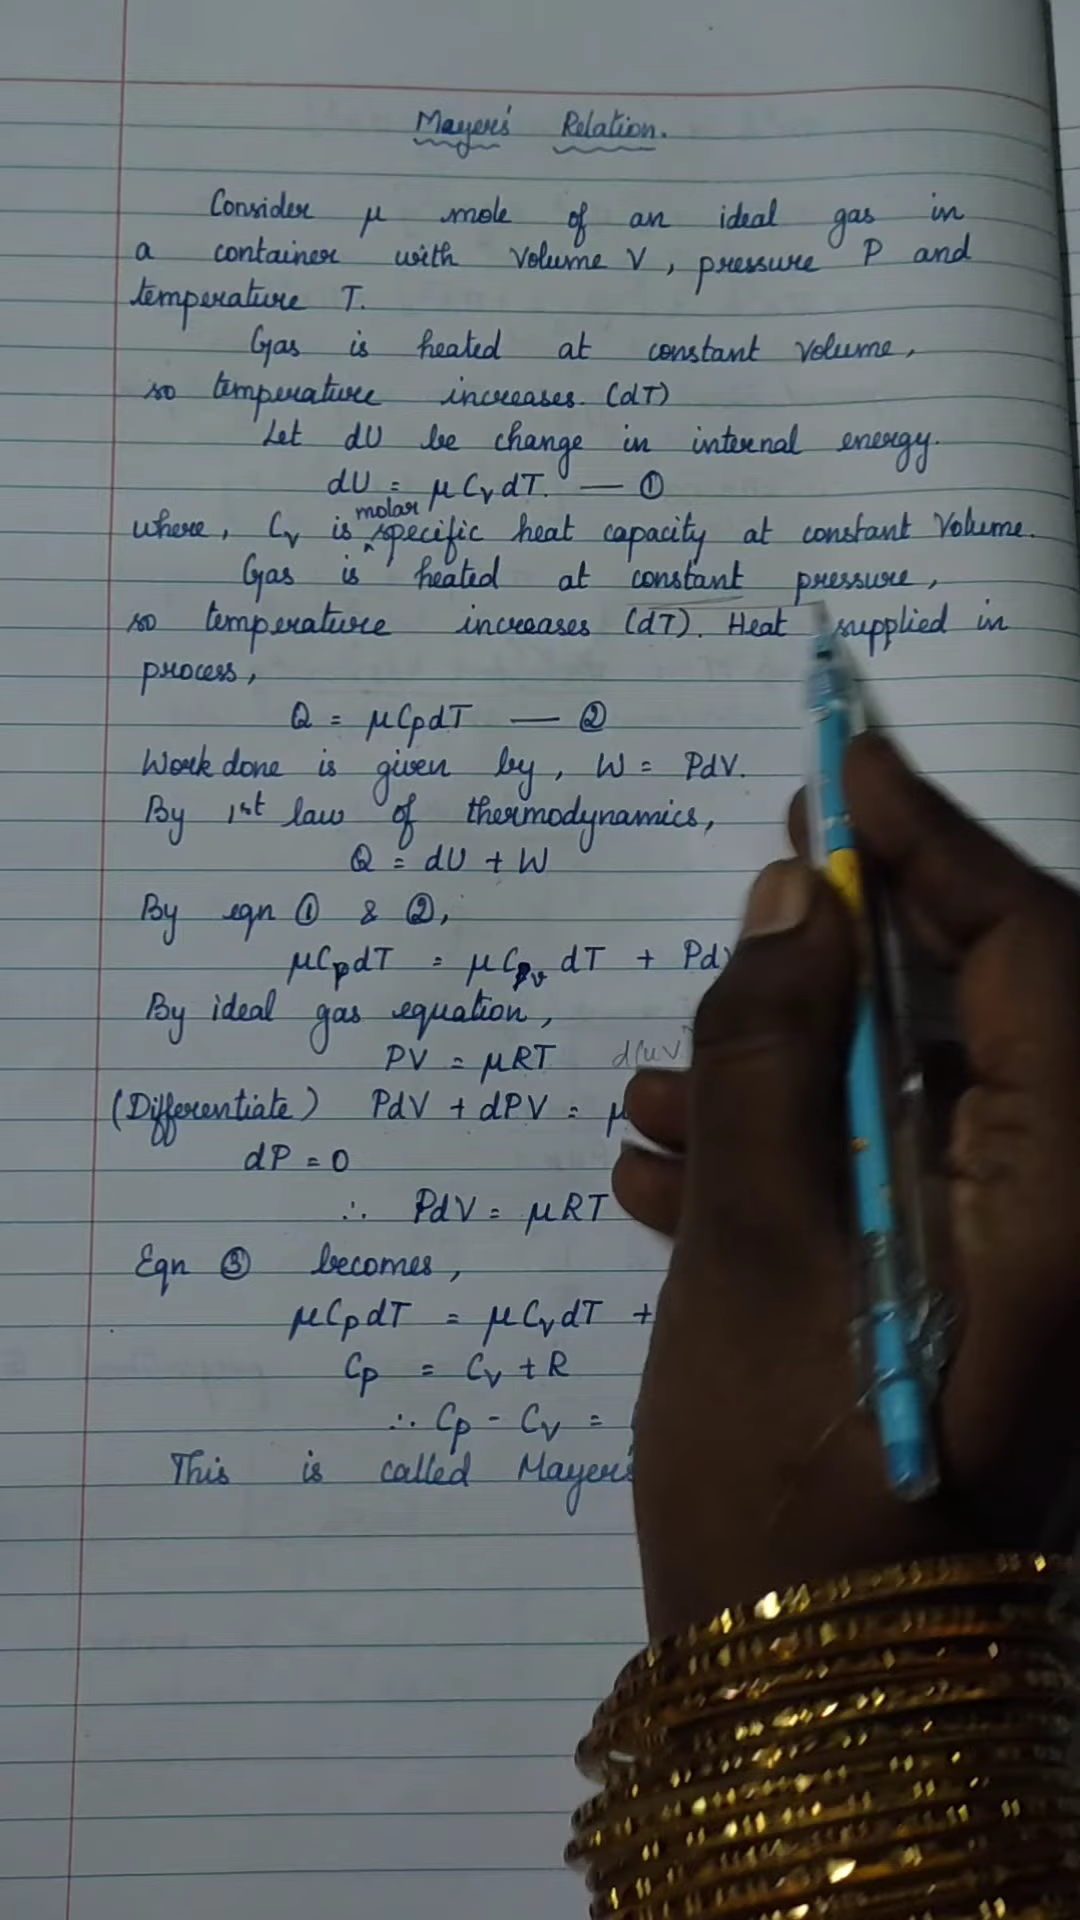 Mayer's Relation.
Consider μ mole of an ideal gas in
a container with volume V, pressure P and
temperature T.
Gas is heated at constant volume,
so temperature increases. (dT)
Let dU be change in internal energy.
dU = μCvdT. — ①
molar
where, Cv is ^ specific heat capacity at constant Volume.
Gas is heated at constant pressure,
so temperature increases (dT). Heat supplied in
process,
Q = μCpdT — ②
Work done is given by, W = PdV.
By 1st law of thermodynamics,
Q = dU + W
By eqn ① & ②,
μCpdT = μCv dT + Pd
By ideal gas equation,
PV = μRT d(uv
(Differentiate) PdV + dPV = μ
dP = 0
∴ PdV = μRT
Eqn ③ becomes,
μCpdT = μCvdT +
Cp = Cv + R
∴ Cp - Cv =
This is called Mayer's